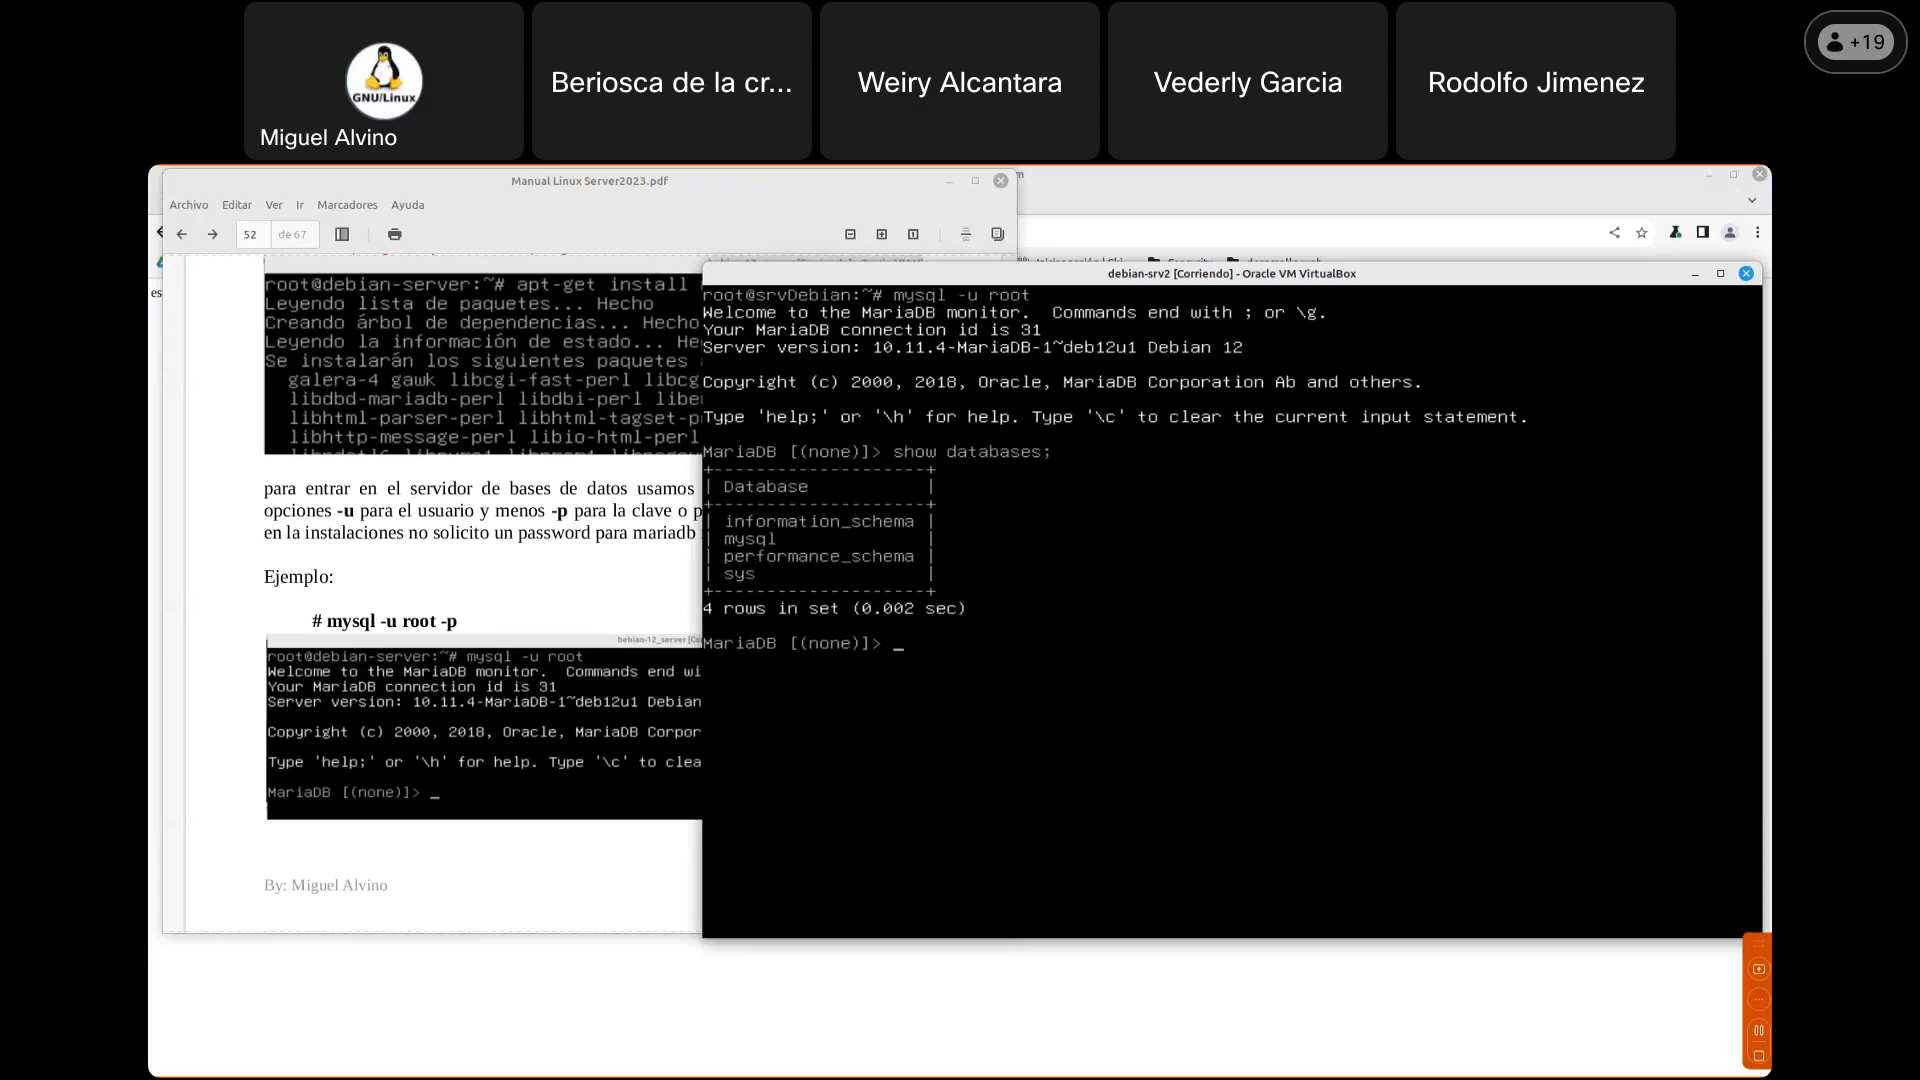 GNU/Linux
Miguel Alvino
Beriosca de la cr...
Weiry Alcantara
Vederly Garcia
Rodolfo Jimenez
+19
Manual Linux Server2023.pdf
Archivo Editar Ver Ir Marcadores Ayuda
52 de 67
root@debian-server:~# apt-get install
Leyendo lista de paquetes... Hecho
Creando árbol de dependencias... Hecho
Leyendo la información de estado... He
Se instalarán los siguientes paquetes
galera-4 gawk libcgi-fast-perl libcg
libdbd-mariadb-perl libdbi-perl libe
libhtml-parser-perl libhtml-tagset-p
libhttp-message-perl libio-html-perl
para entrar en el servidor de bases de datos usamos
opciones -u para el usuario y menos -p para la clave o p
en la instalaciones no solicito un password para mariadb
Ejemplo:
# mysql -u root -p
hebian-12_server [Co
root@debian-server:~# mysql -u root
Welcome to the MariaDB monitor. Commands end wi
Your MariaDB connection id is 31
Server version: 10.11.4-MariaDB-1~deb12u1 Debian
Copyright (c) 2000, 2018, Oracle, MariaDB Corpor
Type 'help;' or '\h' for help. Type '\c' to clea
MariaDB [(none)]> _
By: Miguel Alvino
es
debian-srv2 [Corriendo] - Oracle VM VirtualBox
root@srvDebian:~# mysql -u root
Welcome to the MariaDB monitor.  Commands end with ; or \g.
Your MariaDB connection id is 31
Server version: 10.11.4-MariaDB-1~deb12u1 Debian 12
Copyright (c) 2000, 2018, Oracle, MariaDB Corporation Ab and others.
Type 'help;' or '\h' for help. Type '\c' to clear the current input statement.
MariaDB [(none)]> show databases;
+--------------------+
| Database           |
+--------------------+
| information_schema |
| mysql              |
| performance_schema |
| sys                |
+--------------------+
4 rows in set (0.002 sec)
MariaDB [(none)]> _